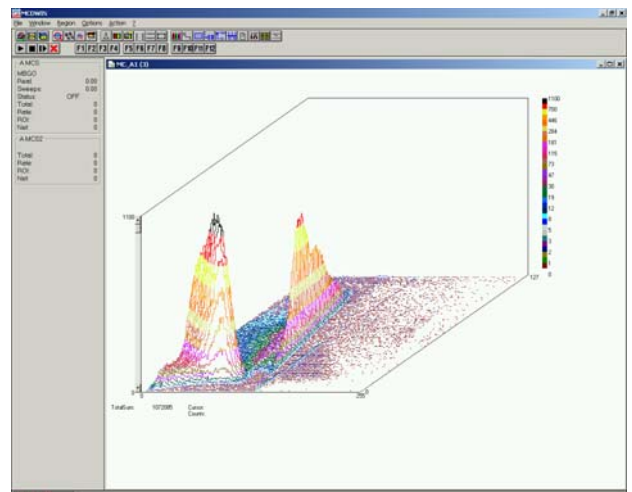 MCDWIN
File Window Region Options Action ?
F1 F2 F3 F4 F5 F6 F7 F8 F9 F10 F11 F12
A MCS
MBGO
Pixel: 0.00
Sweeps: 0.00
Status: OFF
Total: 0
Rate: 0
ROI: 0
Net: 0
A MCS2
Total: 0
Rate: 0
ROI: 0
Net: 0
MC_A1 (3)
1100
0
0
255
0
127
1100
700
446
284
181
115
73
47
30
19
12
8
5
3
2
1
0
TotalSum: 1072085
Cursor:
Counts: